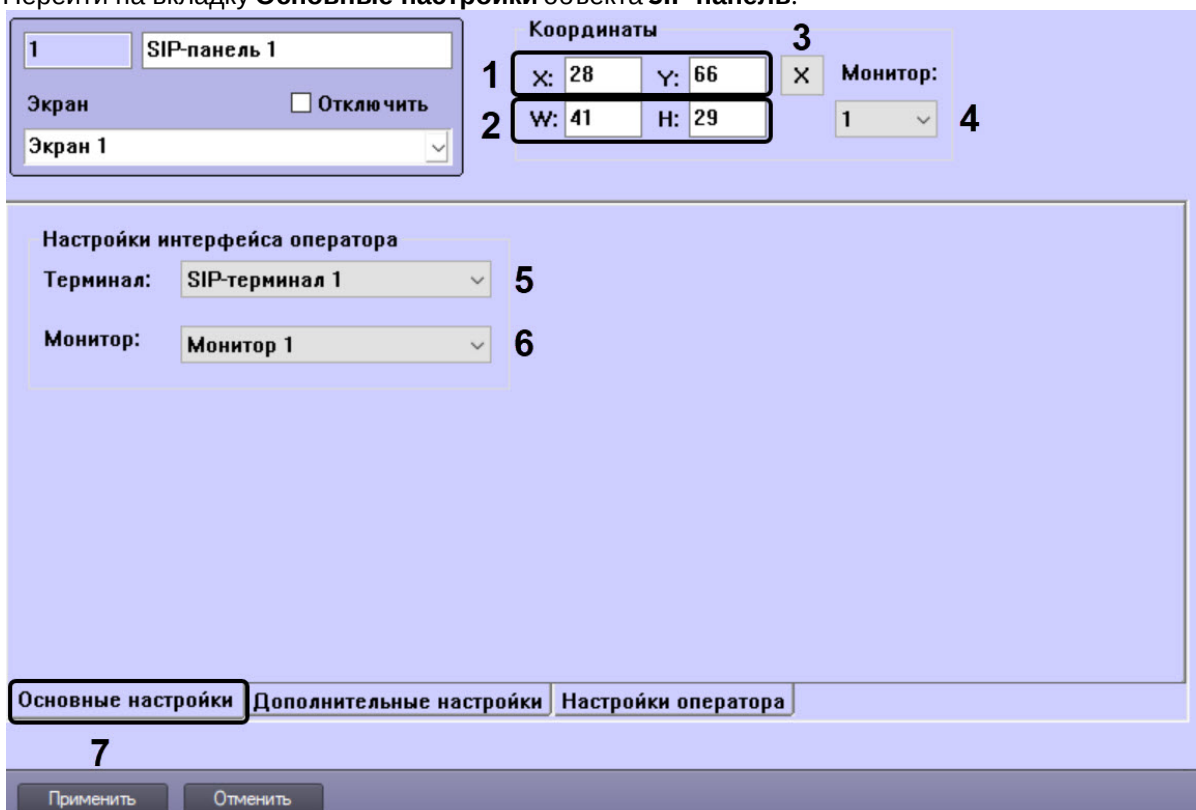 Перейти на вкладку Основные настройки объекта SIP-панель.
1 SIP-панель 1
Экран Отключить
Экран 1
Координаты
1 X: 28 Y: 66 X 3
2 W: 41 H: 29
Монитор:
1 4
Настройки интерфейса оператора
Терминал: SIP-терминал 1 5
Монитор: Монитор 1 6
Основные настройки Дополнительные настройки Настройки оператора
7
Применить Отменить